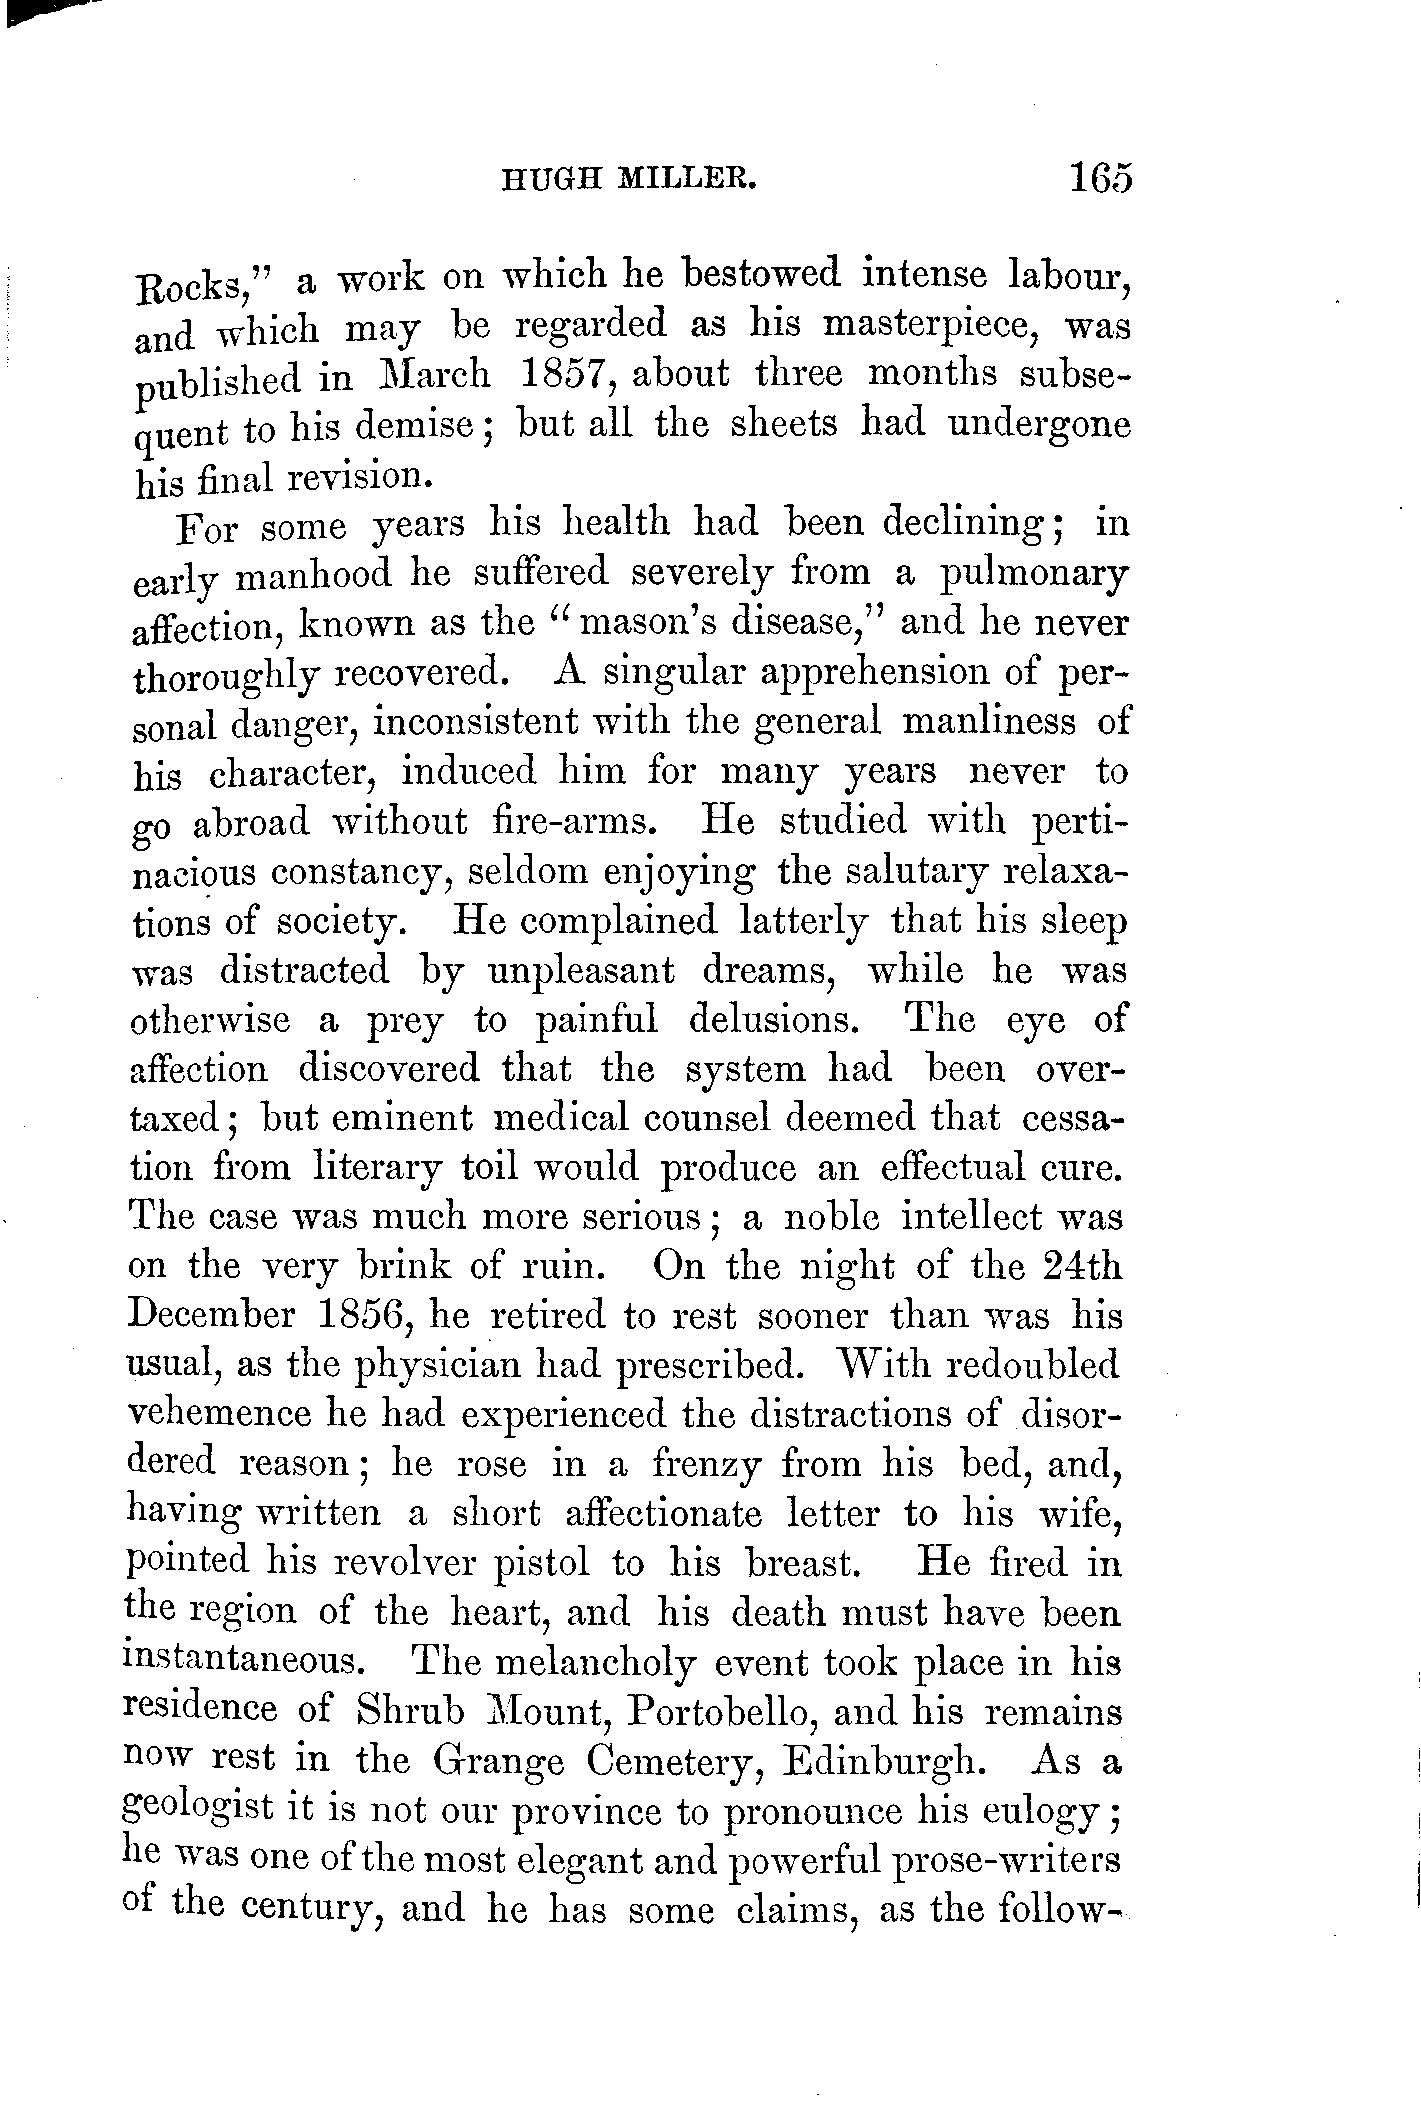 HUGH MILLER. 165
Rocks,” a work on which he bestowed intense labour,
and which may be regarded as his masterpiece, was
published in March 1857, about three months subse-
quent to his demise; but all the sheets had undergone
his final revision.
For some years his health had been declining; in
early manhood he suffered severely from a pulmonary
affection, known as the “mason’s disease,” and he never
thoroughly recovered. A singular apprehension of per-
sonal danger, inconsistent with the general manliness of
his character, induced him for many years never to
go abroad without fire-arms. He studied with perti-
nacious constancy, seldom enjoying the salutary relaxa-
tions of society. He complained latterly that his sleep
was distracted by unpleasant dreams, while he was
otherwise a prey to painful delusions. The eye of
affection discovered that the system had been over-
taxed; but eminent medical counsel deemed that cessa-
tion from literary toil would produce an effectual cure.
The case was much more serious; a noble intellect was
on the very brink of ruin. On the night of the 24th
December 1856, he retired to rest sooner than was his
usual, as the physician had prescribed. With redoubled
vehemence he had experienced the distractions of disor-
dered reason; he rose in a frenzy from his bed, and,
having written a short affectionate letter to his wife,
pointed his revolver pistol to his breast. He fired in
the region of the heart, and his death must have been
instantaneous. The melancholy event took place in his
residence of Shrub Mount, Portobello, and his remains
now rest in the Grange Cemetery, Edinburgh. As a
geologist it is not our province to pronounce his eulogy;
he was one of the most elegant and powerful prose-writers
of the century, and he has some claims, as the follow-